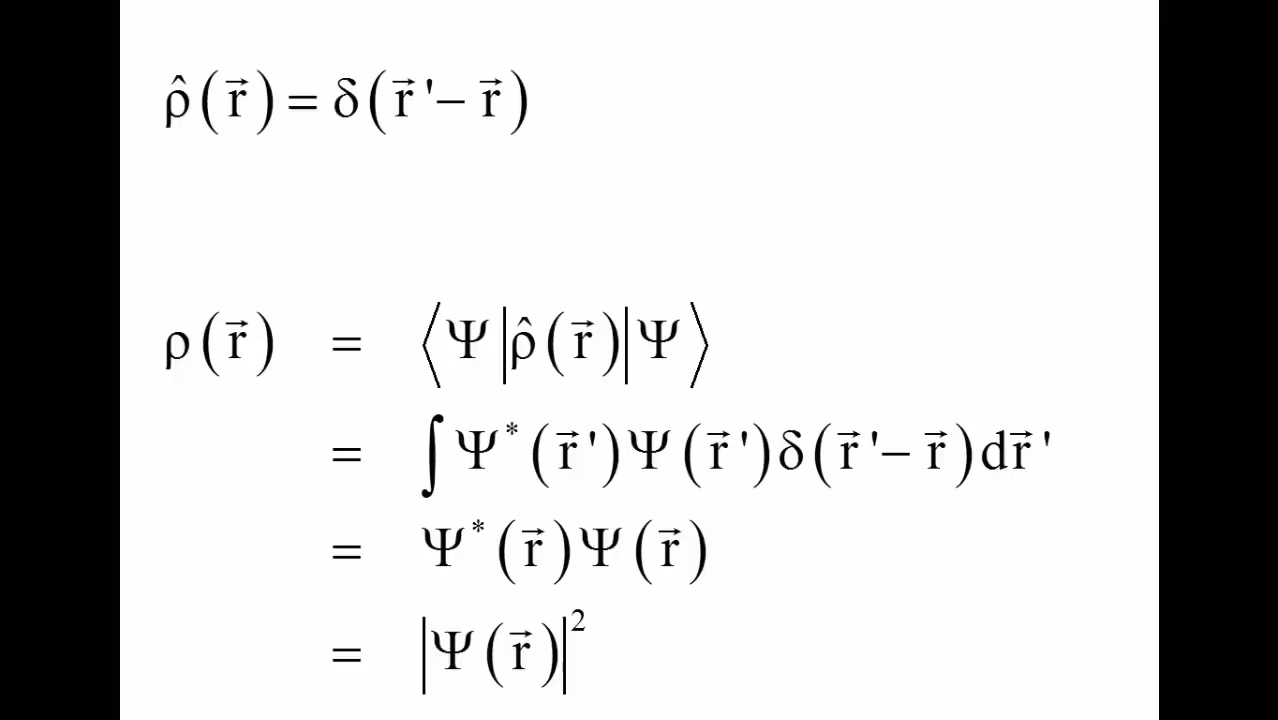 ρ̂(r⃗) = δ(r⃗ '− r⃗)
ρ(r⃗) = ⟨Ψ|ρ̂(r⃗)|Ψ⟩
= ∫Ψ*(r⃗ ')Ψ(r⃗ ')δ(r⃗ '− r⃗)dr⃗ '
= Ψ*(r⃗)Ψ(r⃗)
= |Ψ(r⃗)|²